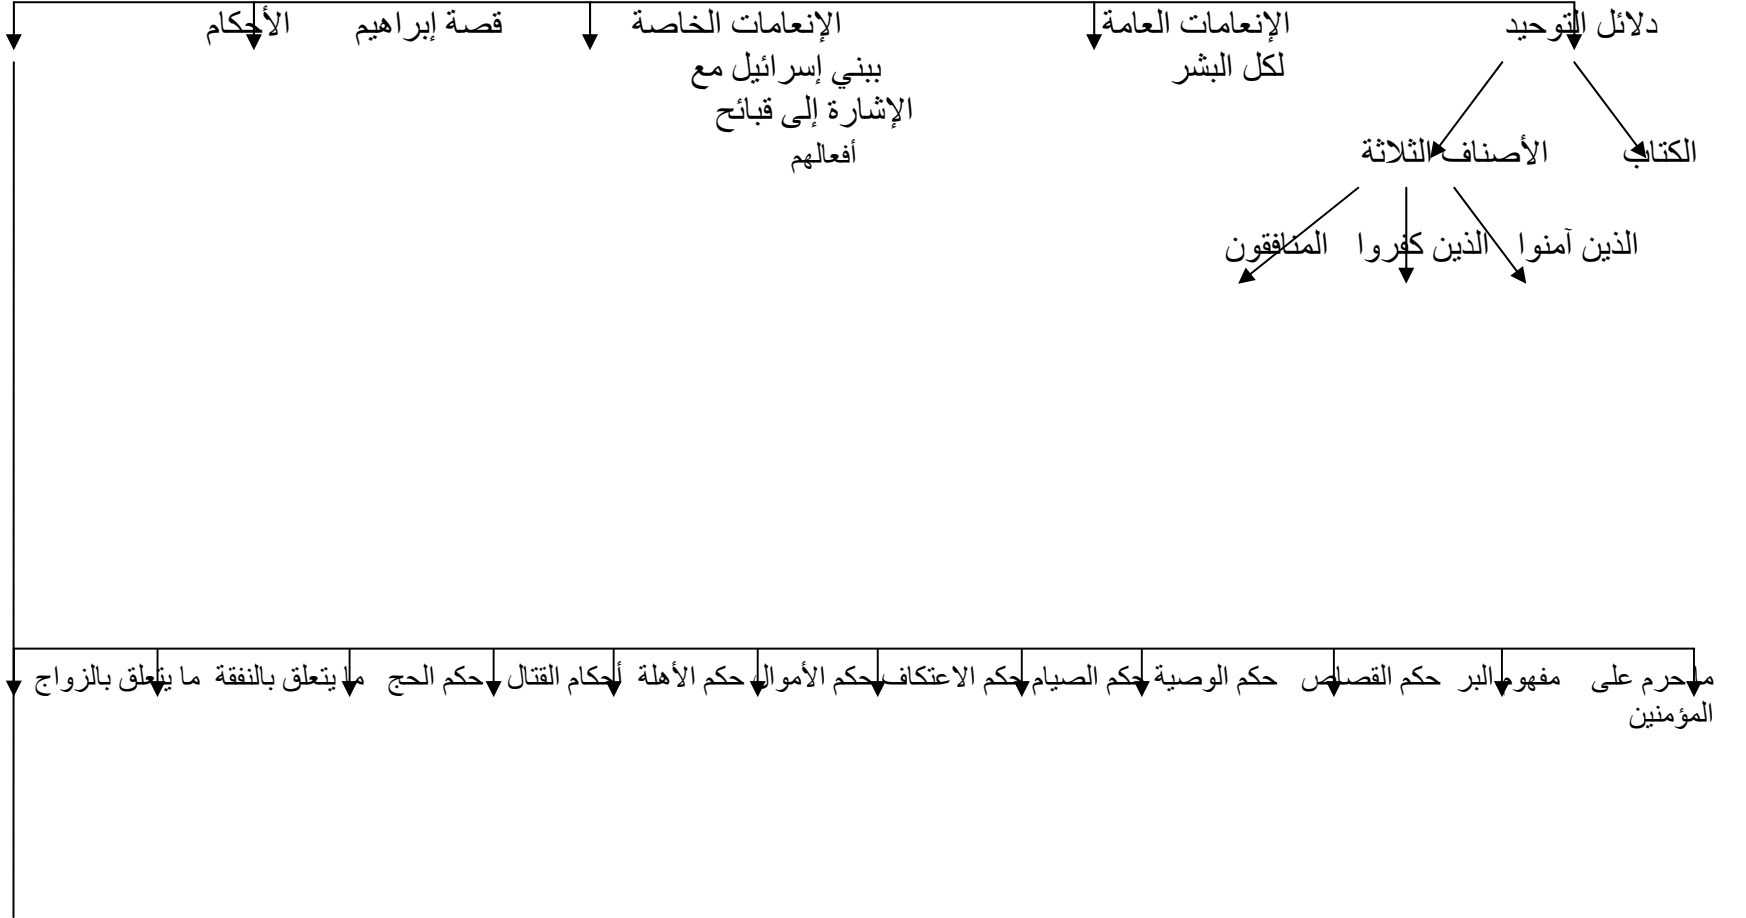 دلائل التوحيد الإنعامات العامة الإنعامات الخاصة قصة إبراهيم الأحكام
لكل البشر ببني إسرائيل مع
الإشارة إلى قبائح
أفعالهم
الكتاب الأصناف الثلاثة
الذين آمنوا الذين كفروا المنافقون
ما حرم على مفهوم البر حكم القصاص حكم الوصية حكم الصيام حكم الاعتكاف حكم الأموال حكم الأهلة أحكام القتال حكم الحج ما يتعلق بالنفقة ما يتعلق بالزواج
المؤمنين